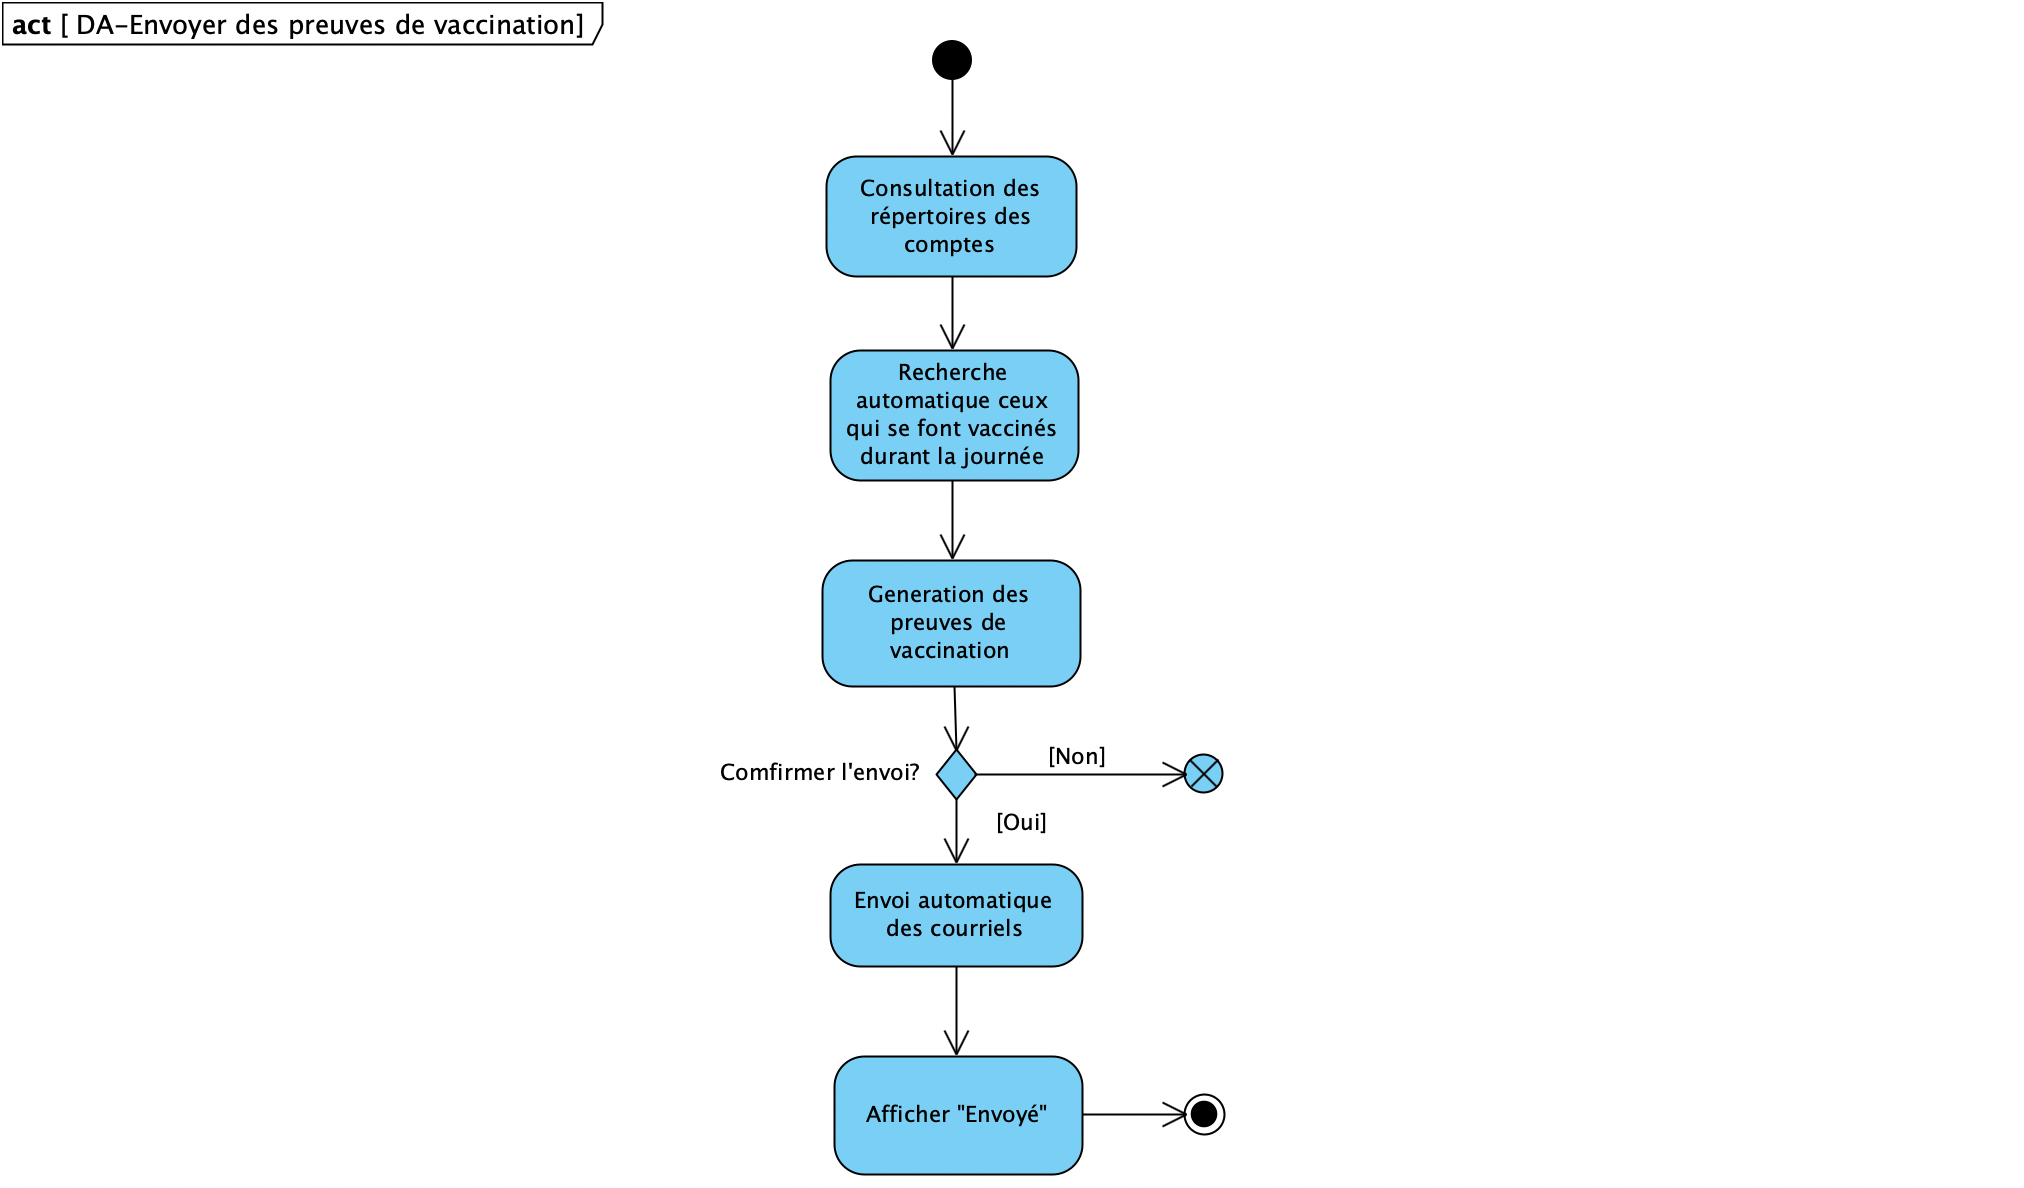 act [ DA-Envoyer des preuves de vaccination]
Consultation des
répertoires des
comptes
Recherche
automatique ceux
qui se font vaccinés
durant la journée
Generation des
preuves de
vaccination
Comfirmer l'envoi?
[Non]
[Oui]
Envoi automatique
des courriels
Afficher "Envoyé"